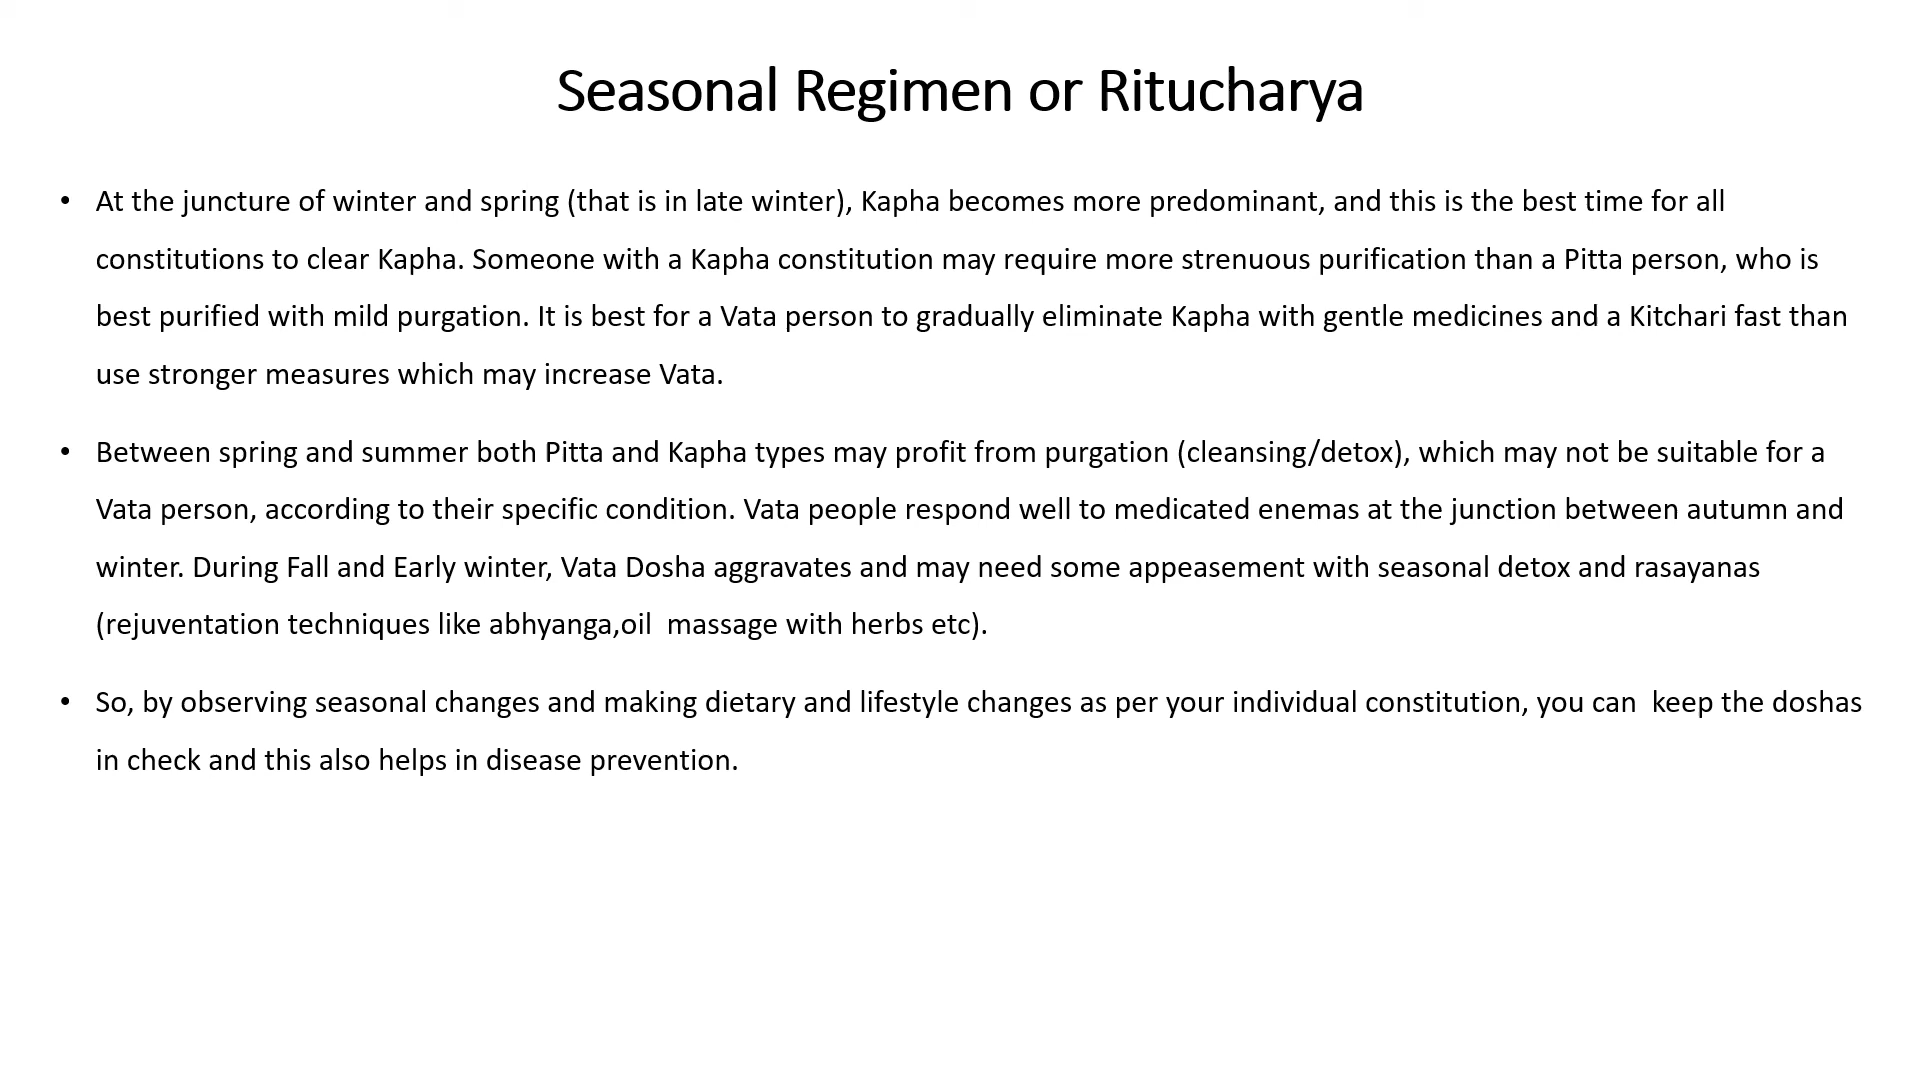 Seasonal Regimen or Ritucharya
• At the juncture of winter and spring (that is in late winter), Kapha becomes more predominant, and this is the best time for all
constitutions to clear Kapha. Someone with a Kapha constitution may require more strenuous purification than a Pitta person, who is
best purified with mild purgation. It is best for a Vata person to gradually eliminate Kapha with gentle medicines and a Kitchari fast than
use stronger measures which may increase Vata.
• Between spring and summer both Pitta and Kapha types may profit from purgation (cleansing/detox), which may not be suitable for a
Vata person, according to their specific condition. Vata people respond well to medicated enemas at the junction between autumn and
winter. During Fall and Early winter, Vata Dosha aggravates and may need some appeasement with seasonal detox and rasayanas
(rejuventation techniques like abhyanga,oil  massage with herbs etc).
• So, by observing seasonal changes and making dietary and lifestyle changes as per your individual constitution, you can  keep the doshas
in check and this also helps in disease prevention.